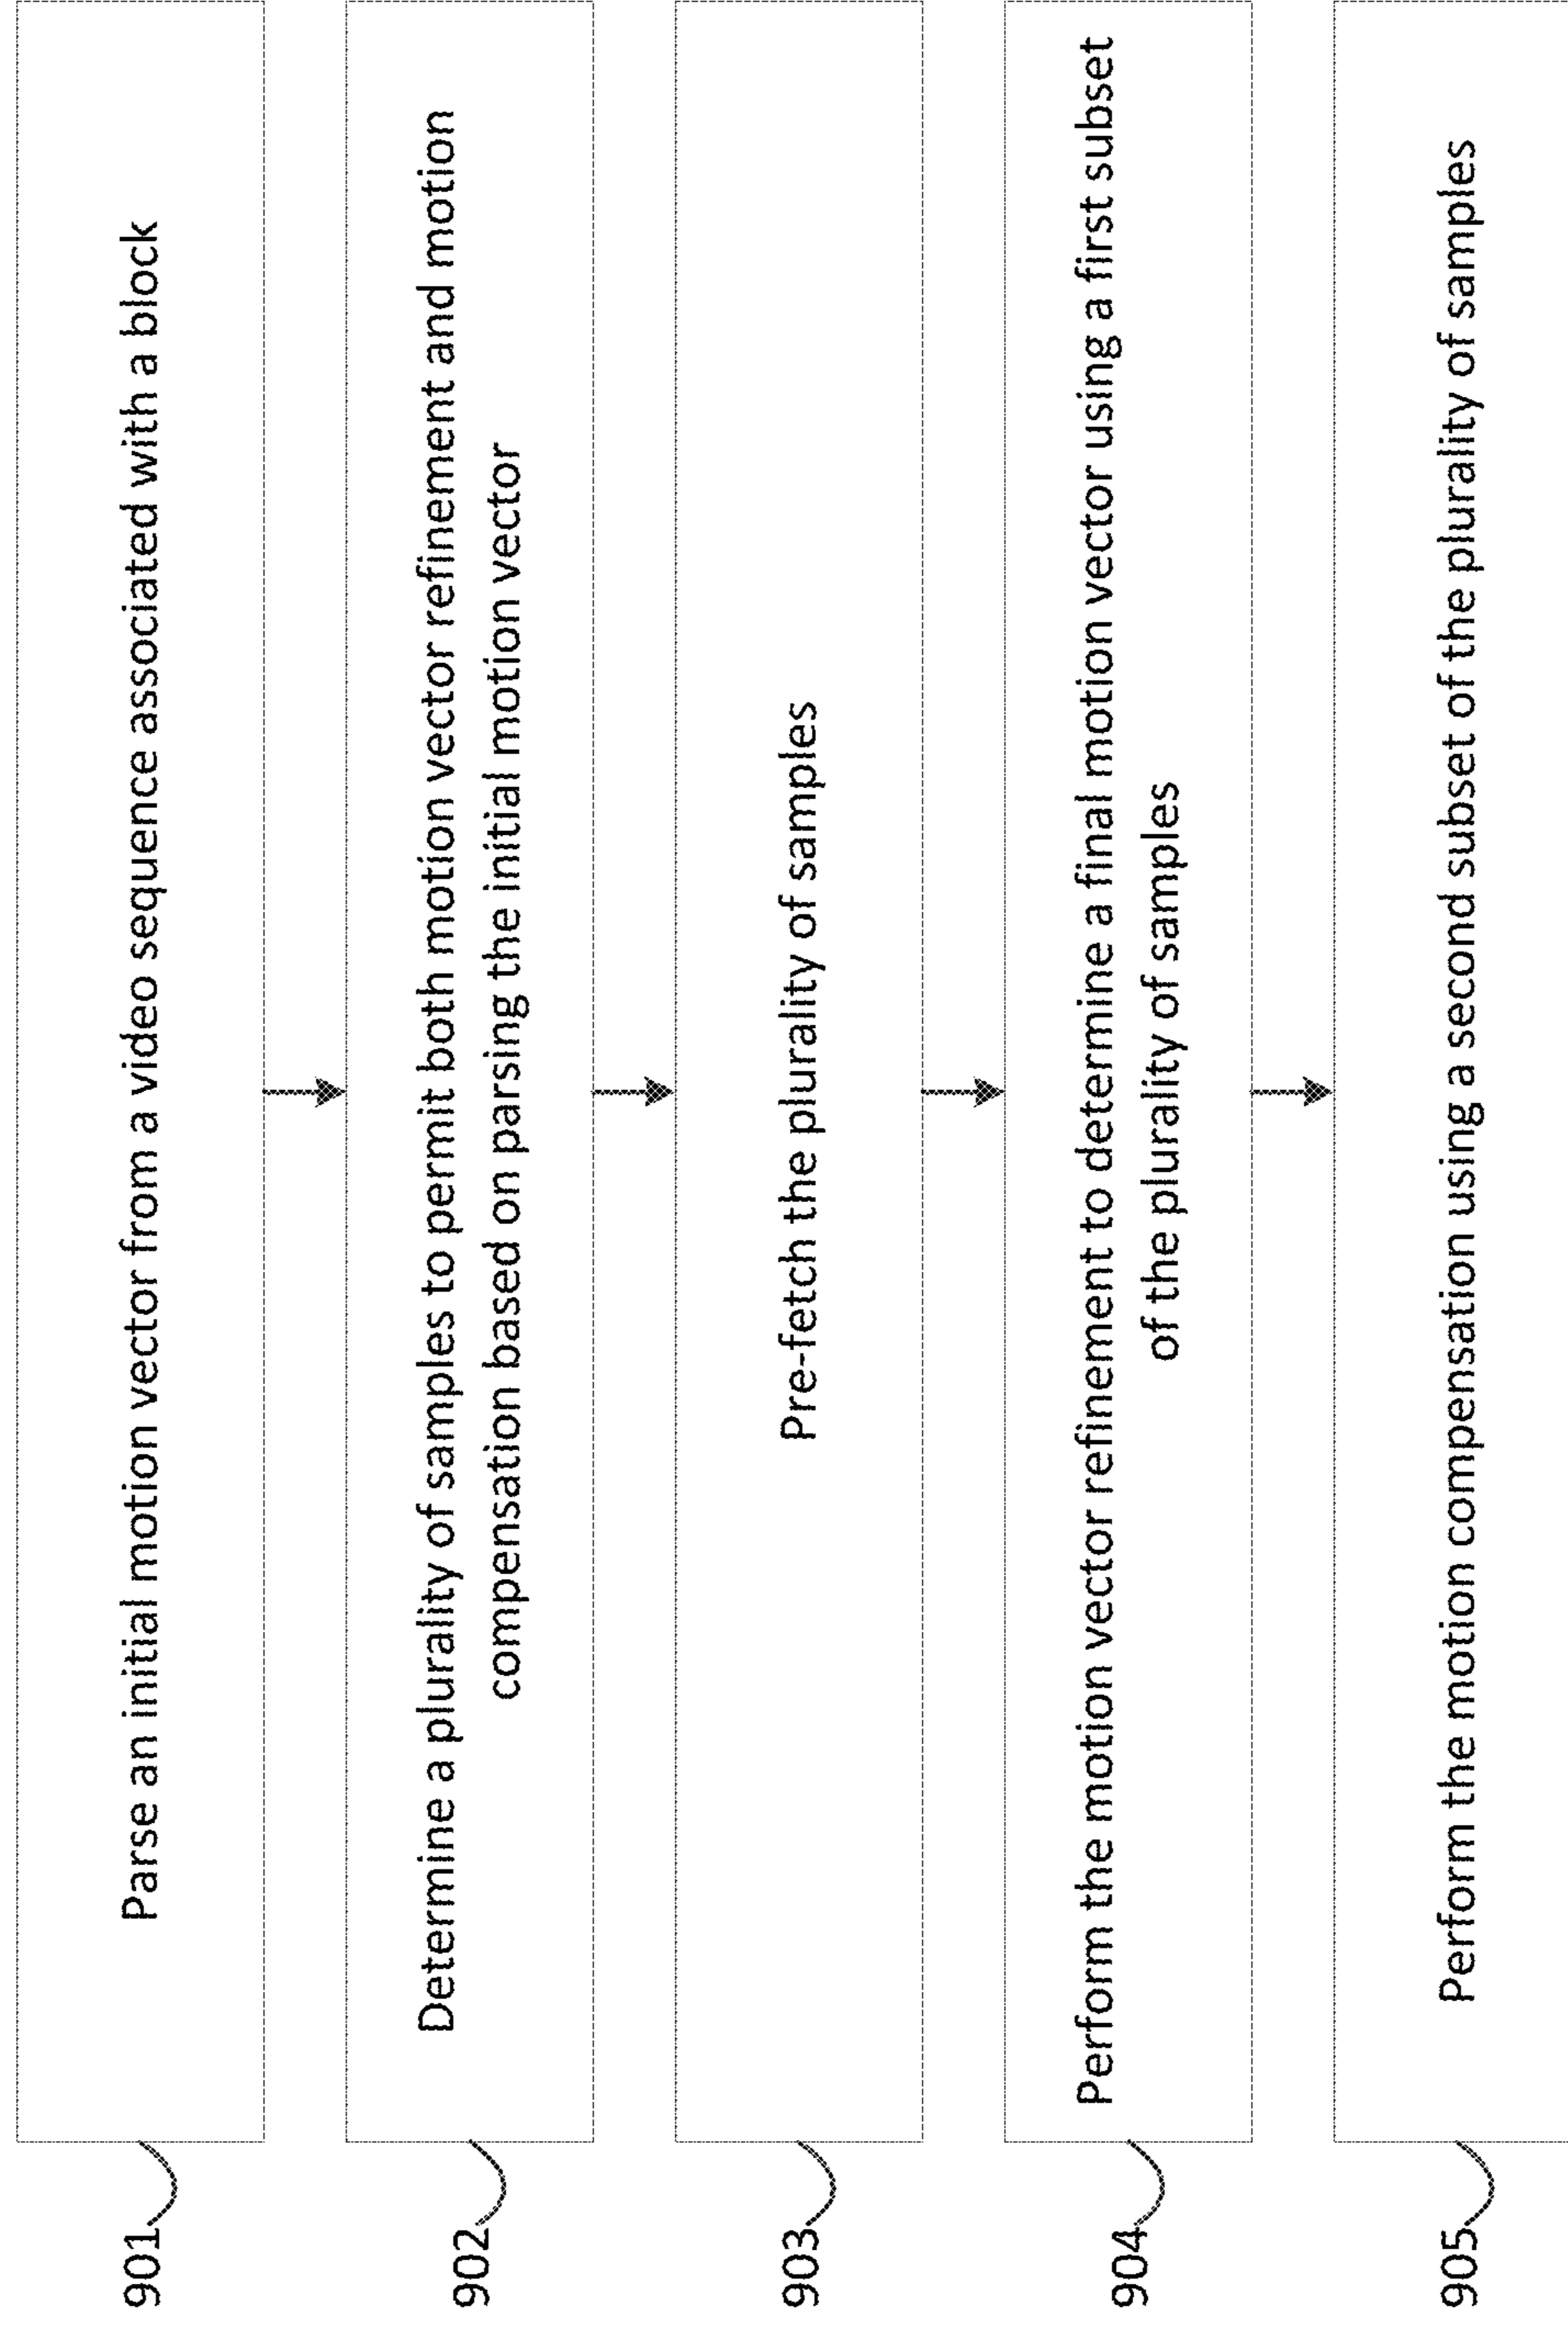 901
Parse an initial motion vector from a video sequence associated with a block
902
Determine a plurality of samples to permit both motion vector refinement and motion
compensation based on parsing the initial motion vector
903
Pre-fetch the plurality of samples
904
Perform the motion vector refinement to determine a final motion vector using a first subset
of the plurality of samples
905
Perform the motion compensation using a second subset of the plurality of samples